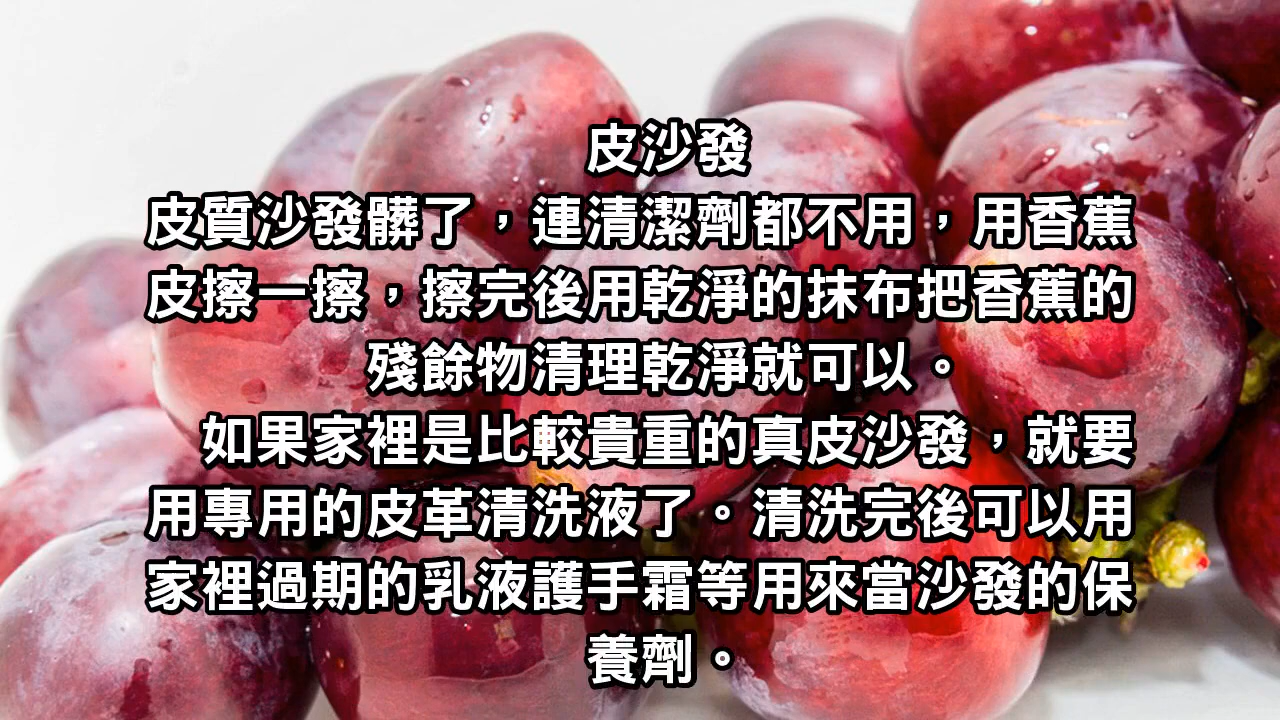 皮沙發
皮質沙發髒了，連清潔劑都不用，用香蕉
皮擦一擦，擦完後用乾淨的抹布把香蕉的
殘餘物清理乾淨就可以。
如果家裡是比較貴重的真皮沙發，就要
用專用的皮革清洗液了。清洗完後可以用
家裡過期的乳液護手霜等用來當沙發的保
養劑。